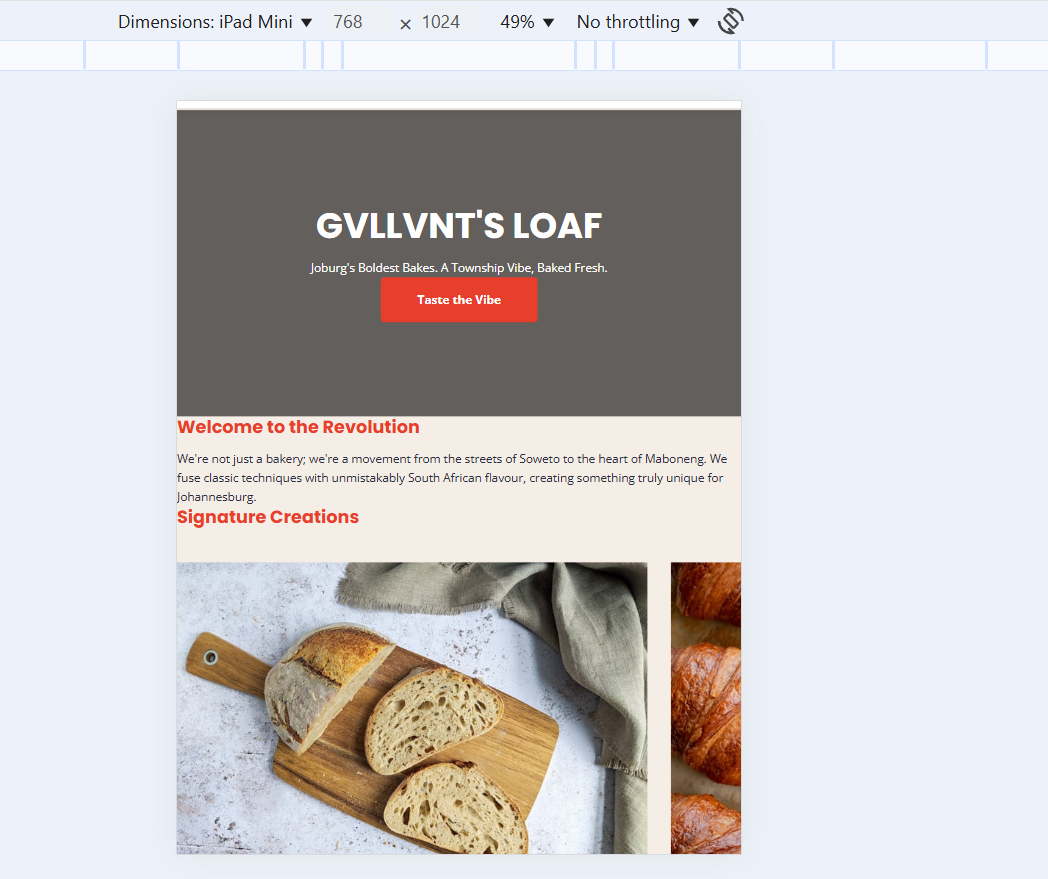 Dimensions: iPad Mini ▼ 768 × 1024 49% ▼ No throttling ▼
GVLLVNT'S LOAF
Joburg's Boldest Bakes. A Township Vibe, Baked Fresh.
Taste the Vibe
Welcome to the Revolution
We're not just a bakery; we're a movement from the streets of Soweto to the heart of Maboneng. We
fuse classic techniques with unmistakably South African flavour, creating something truly unique for
Johannesburg.
Signature Creations